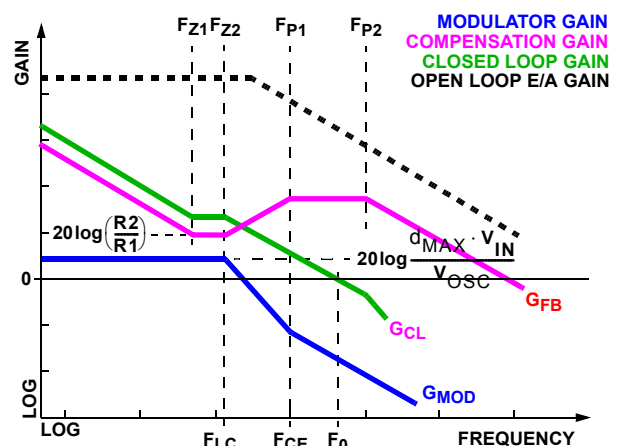 MODULATOR GAIN
COMPENSATION GAIN
CLOSED LOOP GAIN
OPEN LOOP E/A GAIN
FZ1 FZ2 FP1 FP2
GAIN
20log(R2/R1)
20log dMAX · VIN / VOSC
0
GFB
GCL
GMOD
LOG
LOG
FLC FCE F0 FREQUENCY